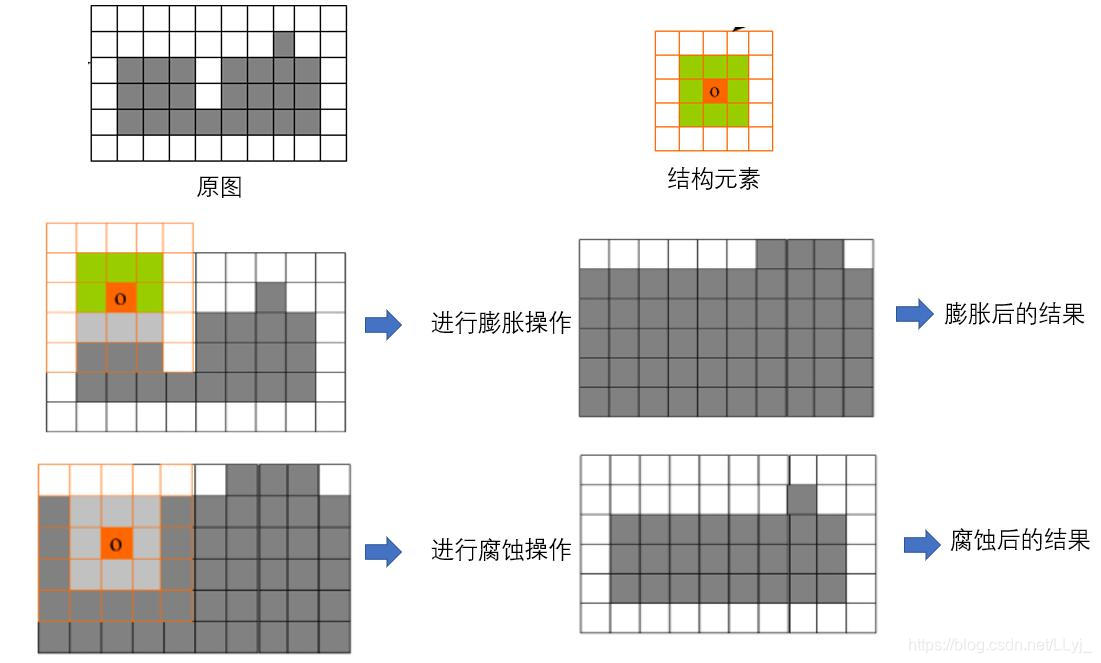 o
原图
结构元素
o
进行膨胀操作
膨胀后的结果
o
进行腐蚀操作
腐蚀后的结果
https://blog.csdn.net/LLyj_